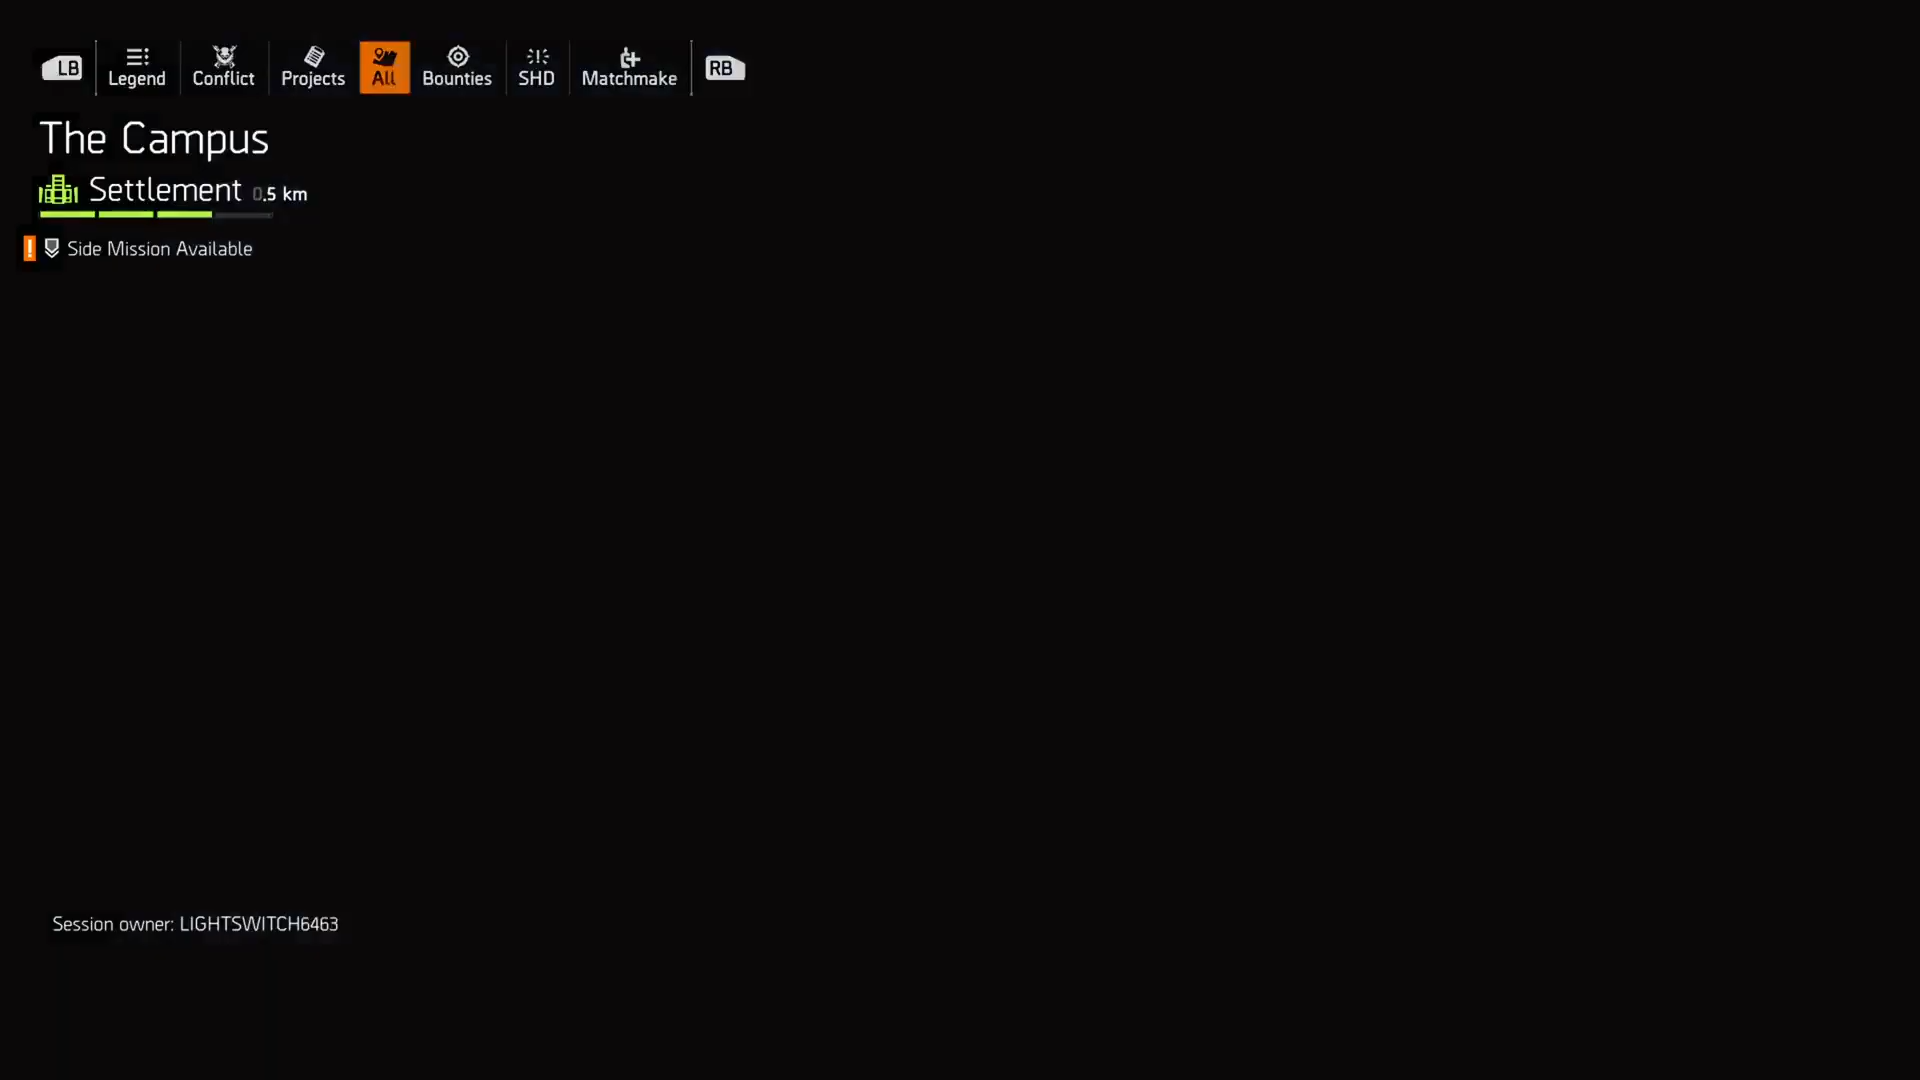 LB Legend Conflict Projects All Bounties SHD Matchmake RB
The Campus
Settlement 0.5 km
! Side Mission Available
Session owner: LIGHTSWITCH6463